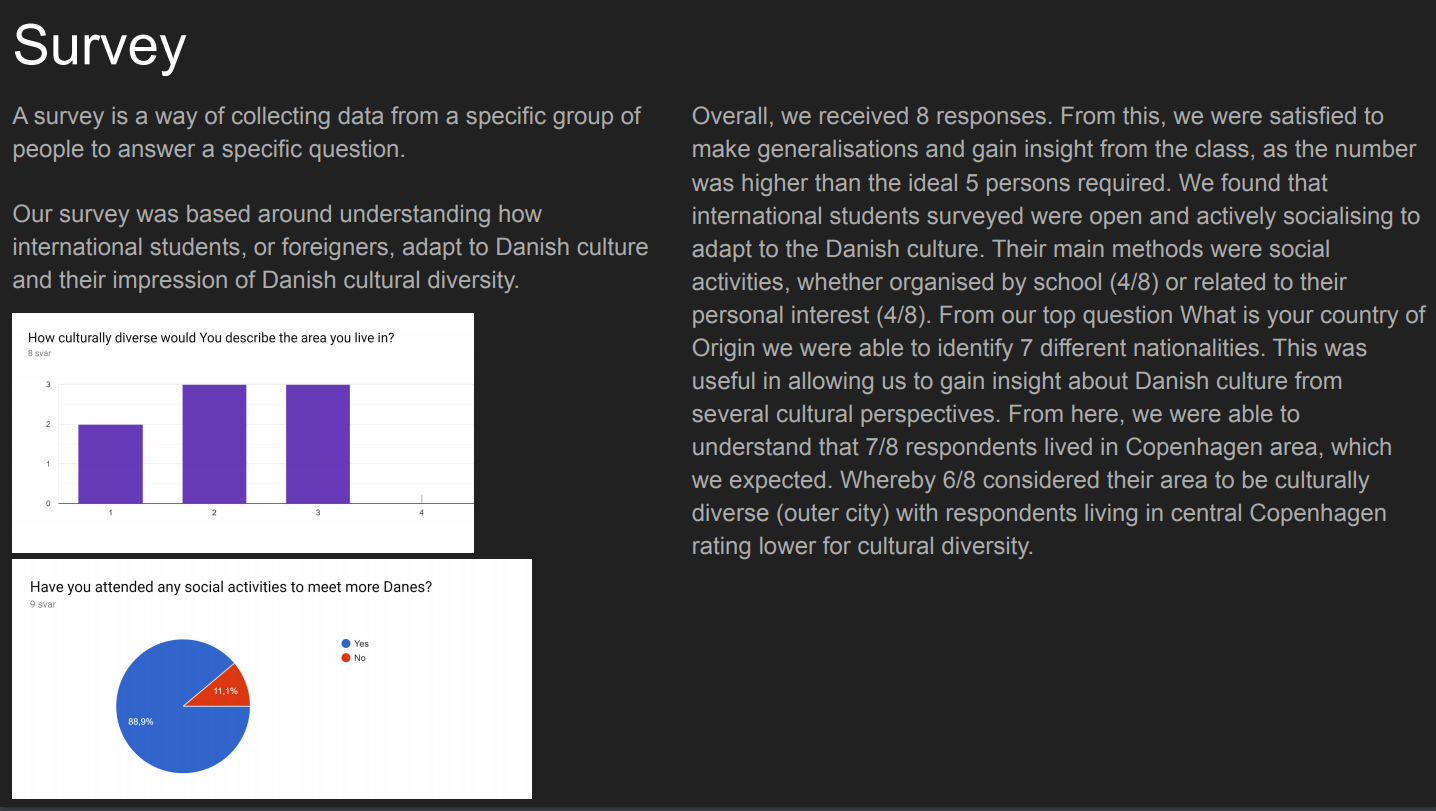 Survey
A survey is a way of collecting data from a specific group of
people to answer a specific question.
Our survey was based around understanding how
international students, or foreigners, adapt to Danish culture
and their impression of Danish cultural diversity.
How culturally diverse would You describe the area you live in?
8 svar
3
2
1
0
1
2
3
4
Have you attended any social activities to meet more Danes?
9 svar
Yes
No
11,1%
88,9%
Overall, we received 8 responses. From this, we were satisfied to
make generalisations and gain insight from the class, as the number
was higher than the ideal 5 persons required. We found that
international students surveyed were open and actively socialising to
adapt to the Danish culture. Their main methods were social
activities, whether organised by school (4/8) or related to their
personal interest (4/8). From our top question What is your country of
Origin we were able to identify 7 different nationalities. This was
useful in allowing us to gain insight about Danish culture from
several cultural perspectives. From here, we were able to
understand that 7/8 respondents lived in Copenhagen area, which
we expected. Whereby 6/8 considered their area to be culturally
diverse (outer city) with respondents living in central Copenhagen
rating lower for cultural diversity.